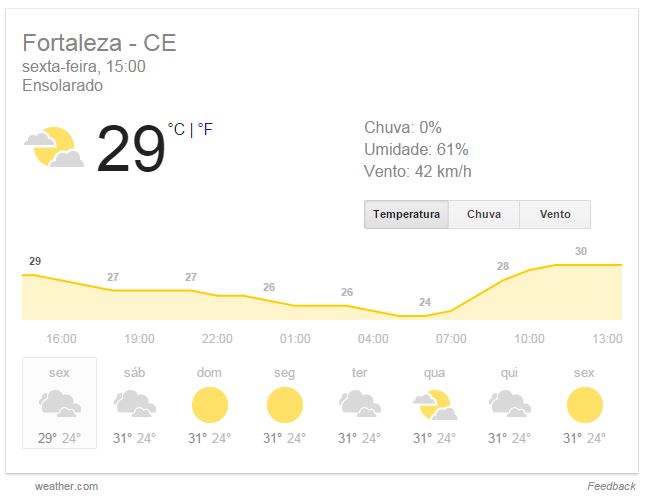 Fortaleza - CE
sexta-feira, 15:00
Ensolarado
29 °C | °F
Chuva: 0%
Umidade: 61%
Vento: 42 km/h
Temperatura Chuva Vento
29 27 27 26 26 24 28 30
16:00 19:00 22:00 01:00 04:00 07:00 10:00 13:00
sex sáb dom seg ter qua qui sex
29° 24° 31° 24° 31° 24° 31° 24° 31° 24° 31° 24° 31° 24° 31° 24°
weather.com Feedback